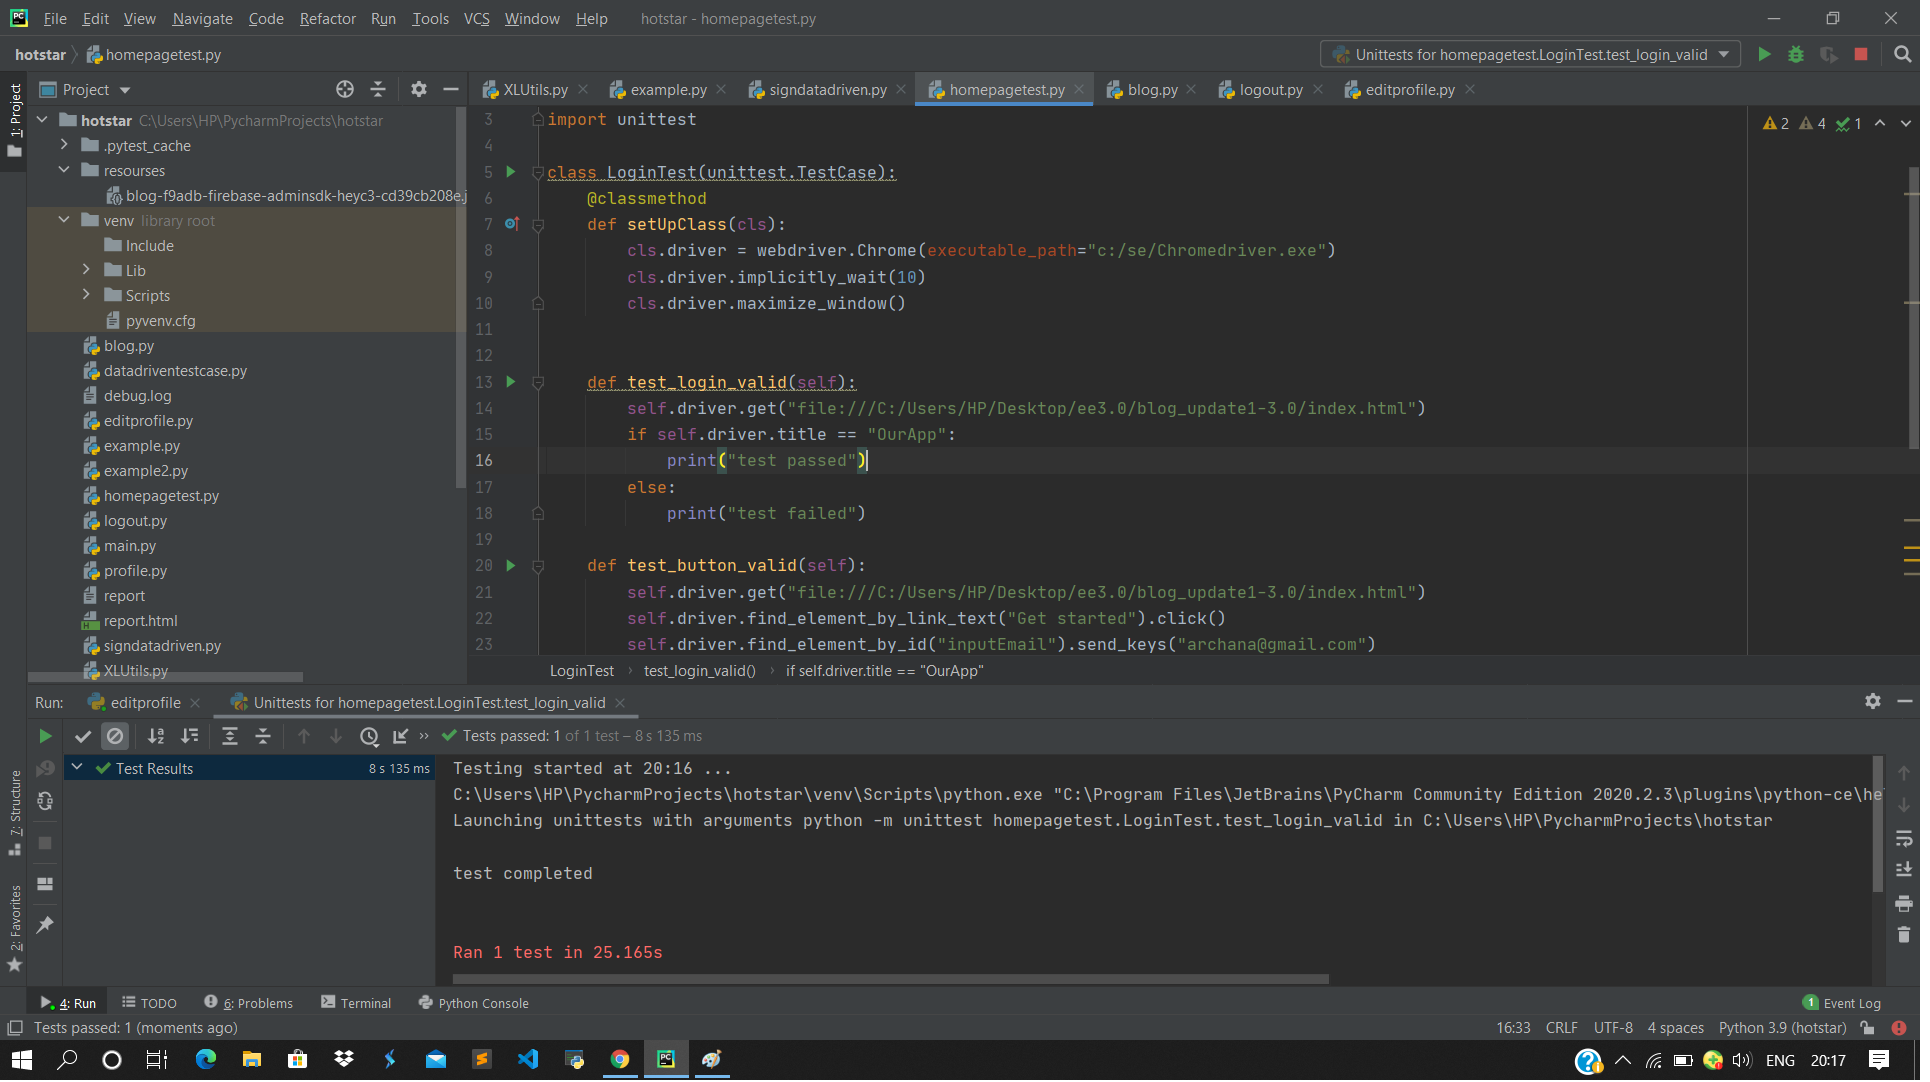 File Edit View Navigate Code Refactor Run Tools VCS Window Help hotstar - homepagetest.py
hotstar homepagetest.py Unittests for homepagetest.LoginTest.test_login_valid
Project XLUtils.py example.py signdatadriven.py homepagetest.py blog.py logout.py editprofile.py
1: Project
hotstar C:\Users\HP\PycharmProjects\hotstar
.pytest_cache
resourses
blog-f9adb-firebase-adminsdk-heyc3-cd39cb208e.j
venv library root
Include
Lib
Scripts
pyvenv.cfg
blog.py
datadriventestcase.py
debug.log
editprofile.py
example.py
example2.py
homepagetest.py
logout.py
main.py
profile.py
report
report.html
signdatadriven.py
XLUtils.py
2 4 1
3 import unittest
4
5 class LoginTest(unittest.TestCase):
6 @classmethod
7 def setUpClass(cls):
8 cls.driver = webdriver.Chrome(executable_path="c:/se/Chromedriver.exe")
9 cls.driver.implicitly_wait(10)
10 cls.driver.maximize_window()
11
12
13 def test_login_valid(self):
14 self.driver.get("file:///C:/Users/HP/Desktop/ee3.0/blog_update1-3.0/index.html")
15 if self.driver.title == "OurApp":
16 print("test passed")
17 else:
18 print("test failed")
19
20 def test_button_valid(self):
21 self.driver.get("file:///C:/Users/HP/Desktop/ee3.0/blog_update1-3.0/index.html")
22 self.driver.find_element_by_link_text("Get started").click()
23 self.driver.find_element_by_id("inputEmail").send_keys("archana@gmail.com")
LoginTest test_login_valid() if self.driver.title == "OurApp"
Run: editprofile Unittests for homepagetest.LoginTest.test_login_valid
Tests passed: 1 of 1 test – 8 s 135 ms
Test Results 8 s 135 ms
Testing started at 20:16 ...
C:\Users\HP\PycharmProjects\hotstar\venv\Scripts\python.exe "C:\Program Files\JetBrains\PyCharm Community Edition 2020.2.3\plugins\python-ce\he
Launching unittests with arguments python -m unittest homepagetest.LoginTest.test_login_valid in C:\Users\HP\PycharmProjects\hotstar
test completed
Ran 1 test in 25.165s
7: Structure
2: Favorites
4: Run TODO 6: Problems Terminal Python Console 1 Event Log
Tests passed: 1 (moments ago) 16:33 CRLF UTF-8 4 spaces Python 3.9 (hotstar)
ENG 20:17